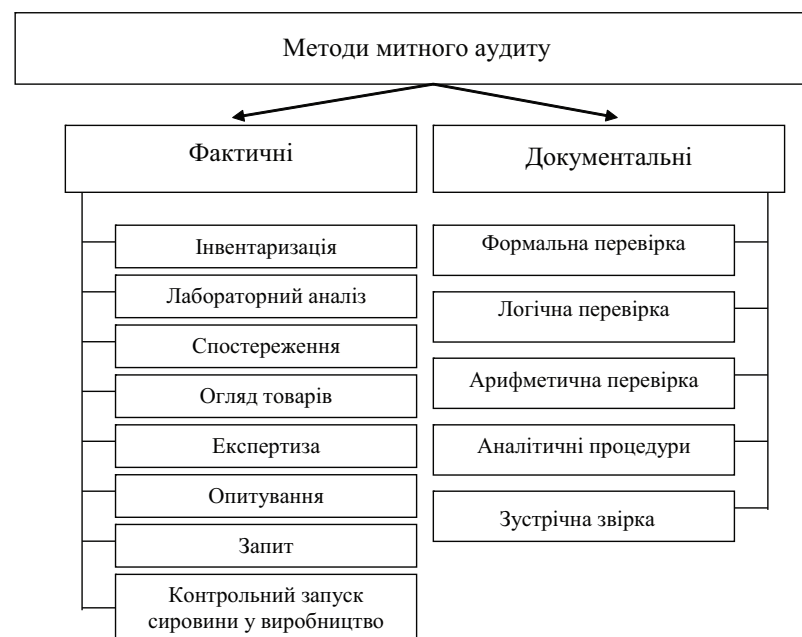 Методи митного аудиту
Фактичні
Інвентаризація
Лабораторний аналіз
Спостереження
Огляд товарів
Експертиза
Опитування
Запит
Контрольний запуск
сировини у виробництво
Документальні
Формальна перевірка
Логічна перевірка
Арифметична перевірка
Аналітичні процедури
Зустрічна звірка